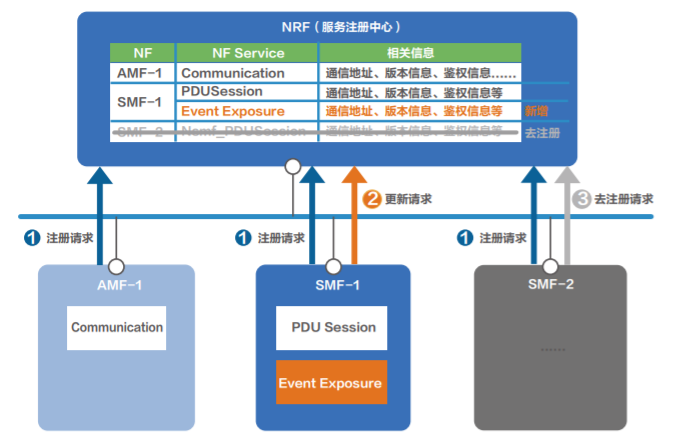 NRF（服务注册中心）
NF NF Service 相关信息
AMF-1 Communication 通信地址、版本信息、鉴权信息……
SMF-1 PDUSession 通信地址、版本信息、鉴权信息等
Event Exposure 通信地址、版本信息、鉴权信息等 新增
SMF-2 Nsmf_PDUSession 通信地址、版本信息、鉴权信息等 去注册
2 更新请求
3 去注册请求
1 注册请求
1 注册请求
1 注册请求
AMF-1
SMF-1
SMF-2
Communication
PDU Session
……
Event Exposure